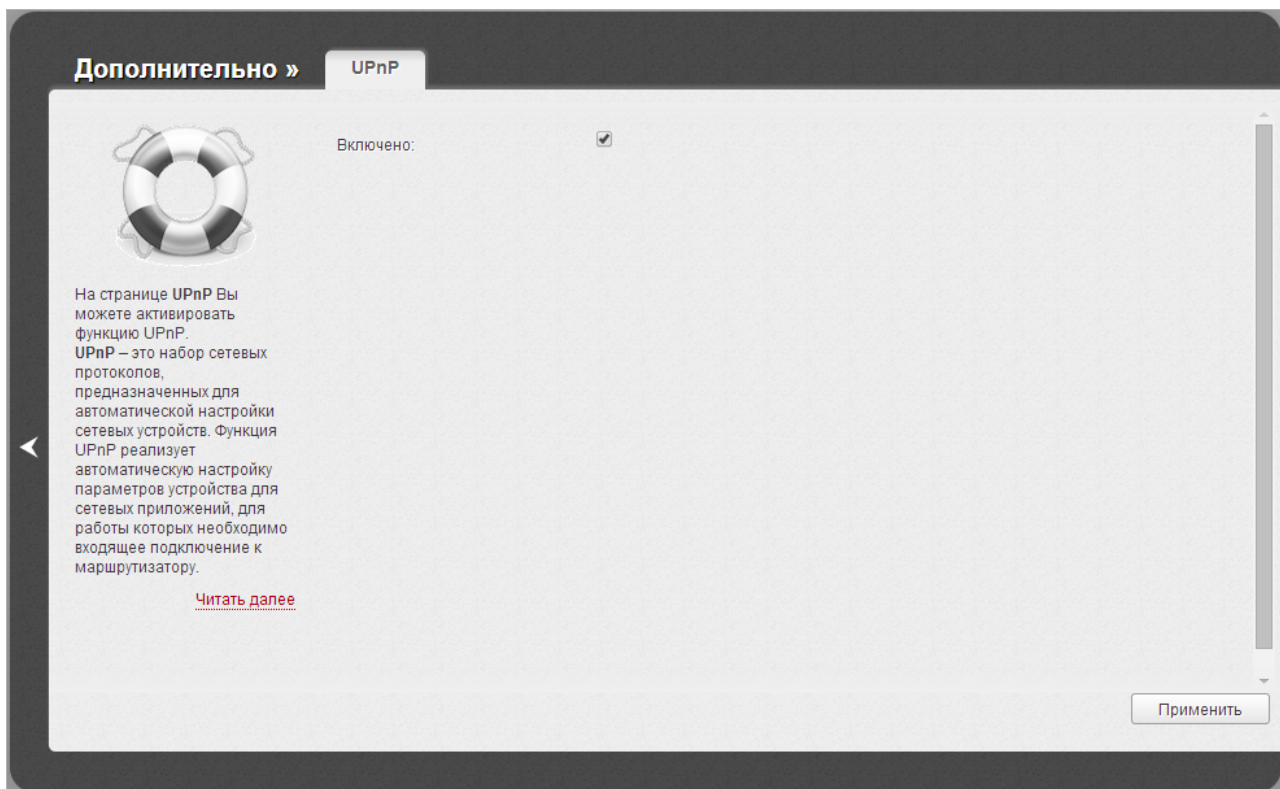 Дополнительно »
UPnP
Включено:
На странице UPnP Вы
можете активировать
функцию UPnP.
UPnP – это набор сетевых
протоколов,
предназначенных для
автоматической настройки
сетевых устройств. Функция
UPnP реализует
автоматическую настройку
параметров устройства для
сетевых приложений, для
работы которых необходимо
входящее подключение к
маршрутизатору.
Читать далее
Применить